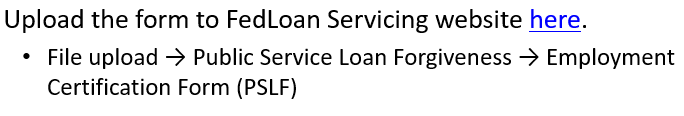 Upload the form to FedLoan Servicing website here.
• File upload → Public Service Loan Forgiveness → Employment
Certification Form (PSLF)